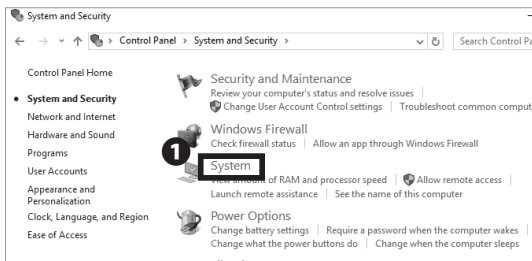 System and Security
Control Panel > System and Security >
Search Control Pa
Control Panel Home
System and Security
Network and Internet
Hardware and Sound
Programs
User Accounts
Appearance and
Personalization
Clock, Language, and Region
Ease of Access
Security and Maintenance
Review your computer's status and resolve issues
Change User Account Control settings | Troubleshoot common comput
Windows Firewall
Check firewall status | Allow an app through Windows Firewall
1
System
View amount of RAM and processor speed | Allow remote access |
Launch remote assistance | See the name of this computer
Power Options
Change battery settings | Require a password when the computer wakes |
Change what the power buttons do | Change when the computer sleeps